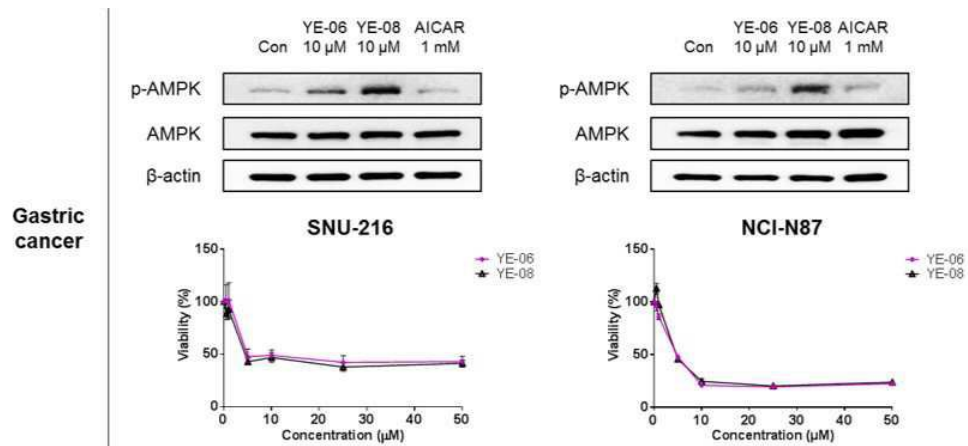 Gastric
cancer
YE-06 YE-08 AICAR
Con 10 μM 10 μM 1 mM
p-AMPK
AMPK
β-actin
SNU-216
150
100
50
0
Viability (%)
0 10 20 30 40 50
Concentration (μM)
YE-06
YE-08
YE-06 YE-08 AICAR
Con 10 μM 10 μM 1 mM
p-AMPK
AMPK
β-actin
NCI-N87
150
100
50
0
Viability (%)
0 10 20 30 40 50
Concentration (μM)
YE-06
YE-08